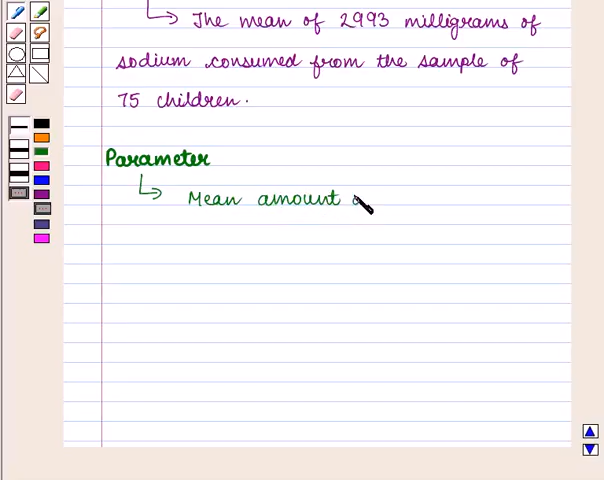 The mean of 2993 milligrams of
sodium consumed from the sample of
75 children.
Parameter
Mean amount